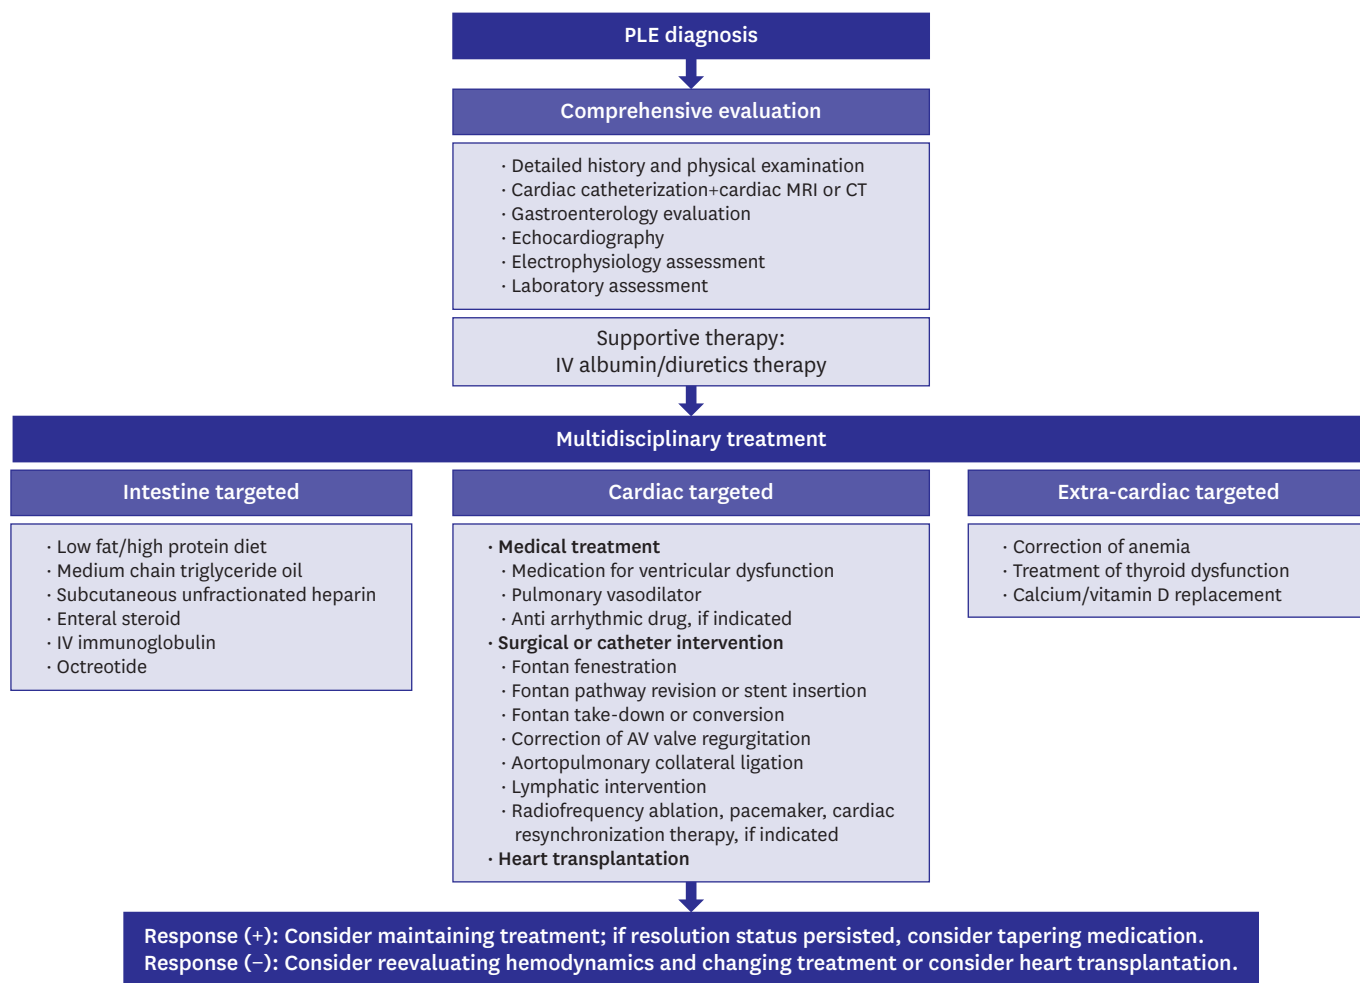 PLE diagnosis
Comprehensive evaluation
· Detailed history and physical examination
· Cardiac catheterization+cardiac MRI or CT
· Gastroenterology evaluation
· Echocardiography
· Electrophysiology assessment
· Laboratory assessment
Supportive therapy:
IV albumin/diuretics therapy
Multidisciplinary treatment
Intestine targeted
· Low fat/high protein diet
· Medium chain triglyceride oil
· Subcutaneous unfractionated heparin
· Enteral steroid
· IV immunoglobulin
· Octreotide
Cardiac targeted
· Medical treatment
· Medication for ventricular dysfunction
· Pulmonary vasodilator
· Anti arrhythmic drug, if indicated
· Surgical or catheter intervention
· Fontan fenestration
· Fontan pathway revision or stent insertion
· Fontan take-down or conversion
· Correction of AV valve regurgitation
· Aortopulmonary collateral ligation
· Lymphatic intervention
· Radiofrequency ablation, pacemaker, cardiac
resynchronization therapy, if indicated
· Heart transplantation
Extra-cardiac targeted
· Correction of anemia
· Treatment of thyroid dysfunction
· Calcium/vitamin D replacement
Response (+): Consider maintaining treatment; if resolution status persisted, consider tapering medication.
Response (−): Consider reevaluating hemodynamics and changing treatment or consider heart transplantation.